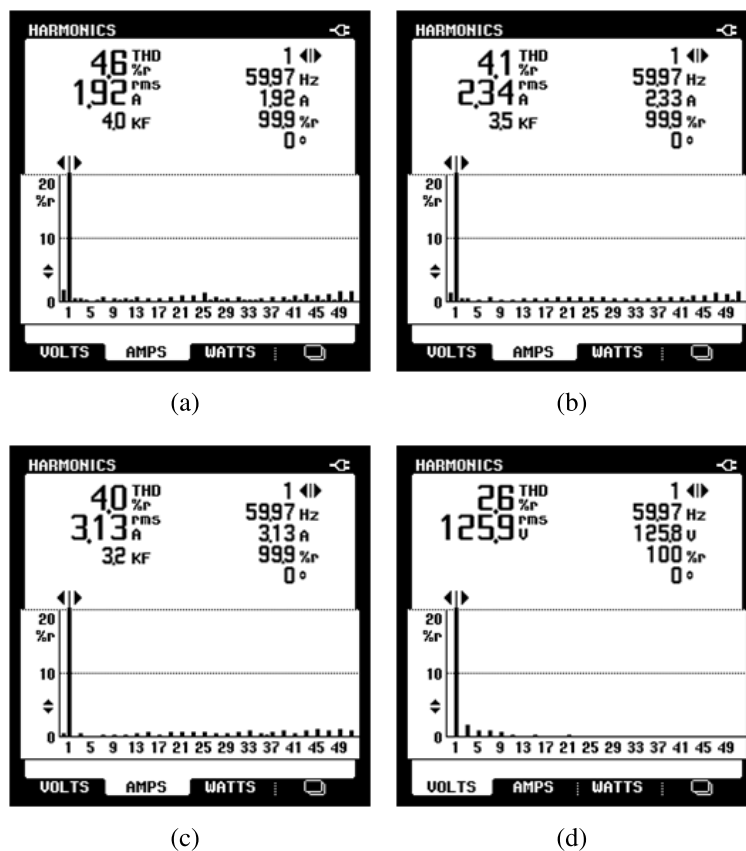 HARMONICS
4.6 THD %r
1.92 rms A
4.0 KF
1
59.97 Hz
1.92 A
99.9 %r
0 °
20
%r
10
0
1 5 9 13 17 21 25 29 33 37 41 45 49
VOLTS AMPS WATTS
(a)
HARMONICS
4.1 THD %r
2.34 rms A
3.5 KF
1
59.97 Hz
2.33 A
99.9 %r
0 °
20
%r
10
0
1 5 9 13 17 21 25 29 33 37 41 45 49
VOLTS AMPS WATTS
(b)
HARMONICS
4.0 THD %r
3.13 rms A
3.2 KF
1
59.97 Hz
3.13 A
99.9 %r
0 °
20
%r
10
0
1 5 9 13 17 21 25 29 33 37 41 45 49
VOLTS AMPS WATTS
(c)
HARMONICS
2.6 THD %r
125.9 rms V
1
59.97 Hz
125.8 V
100 %r
0 °
20
%r
10
0
1 5 9 13 17 21 25 29 33 37 41 45 49
VOLTS AMPS WATTS
(d)